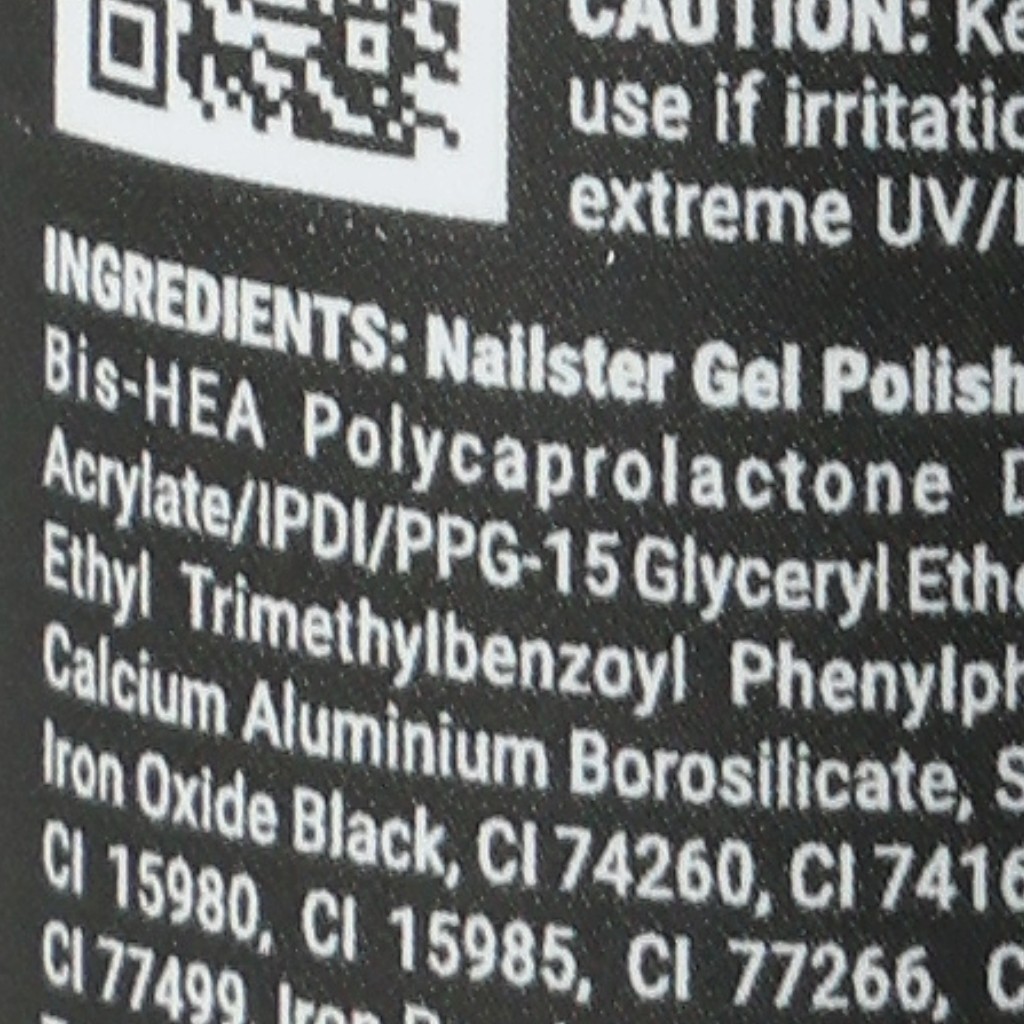 CAUTION: Ke
use if irritatio
extreme UV/
INGREDIENTS: Nailster Gel Polish
Bis-HEA Polycaprolactone D
Acrylate/IPDI/PPG-15 Glyceryl Ethe
Ethyl Trimethylbenzoyl Phenylph
Calcium Aluminium Borosilicate, S
Iron Oxide Black, CI 74260, CI 7416
CI 15980, CI 15985, CI 77266, C
CI 77499, Iron